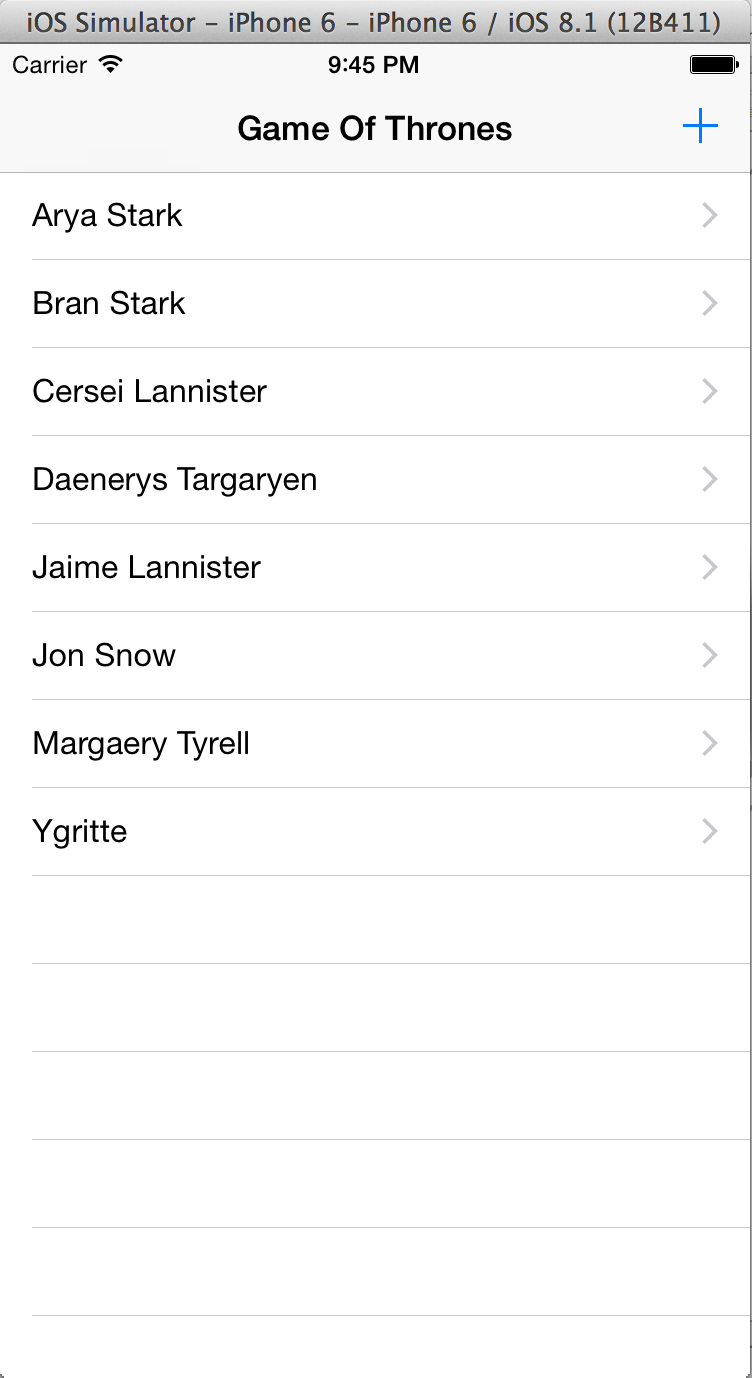 iOS Simulator – iPhone 6 – iPhone 6 / iOS 8.1 (12B411)
Carrier 9:45 PM
Game Of Thrones
Arya Stark
Bran Stark
Cersei Lannister
Daenerys Targaryen
Jaime Lannister
Jon Snow
Margaery Tyrell
Ygritte